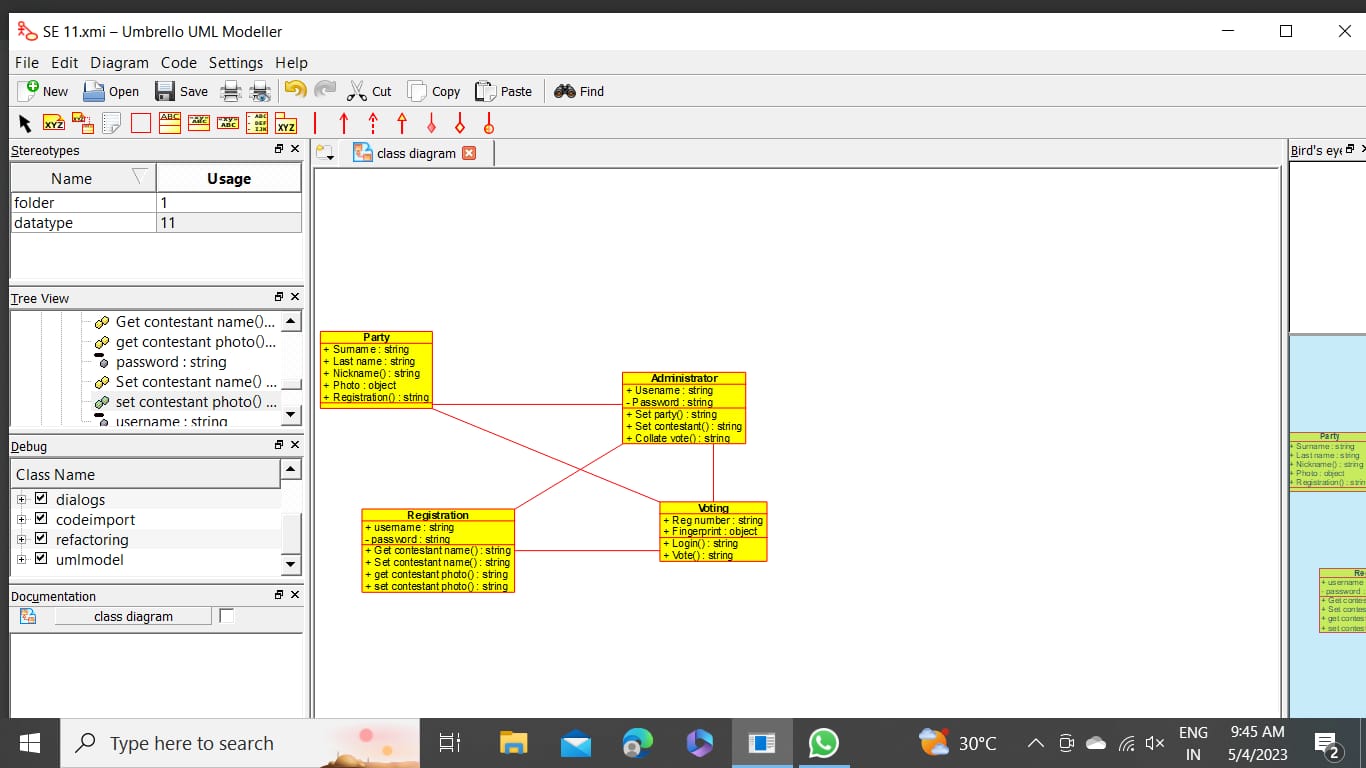 SE 11.xmi – Umbrello UML Modeller
File Edit Diagram Code Settings Help
New Open Save Cut Copy Paste Find
Stereotypes
Name Usage
folder 1
datatype 11
Tree View
Get contestant name()...
get contestant photo()...
password : string
Set contestant name() ...
set contestant photo() ...
username : string
Debug
Class Name
dialogs
codeimport
refactoring
umlmodel
Documentation
class diagram
class diagram
Party
+ Surname : string
+ Last name : string
+ Nickname() : string
+ Photo : object
+ Registration() : string
Administrator
+ Usename : string
- Password : string
+ Set party() : string
+ Set contestant() : string
+ Collate vote() : string
Registration
+ username : string
- password : string
+ Get contestant name() : string
+ Set contestant name() : string
+ get contestant photo() : string
+ set contestant photo() : string
Voting
+ Reg number : string
+ Fingerprint : object
+ Login() : string
+ Vote() : string
Bird's eye
Party
+ Surname : string
+ Last name : string
+ Nickname() : string
+ Photo : object
+ Registration() : strin
Re
+ username
- password :
+ Get contes
+ Set contes
+ get contes
+ set contes
Type here to search
30°C
ENG
IN
9:45 AM
5/4/2023
2